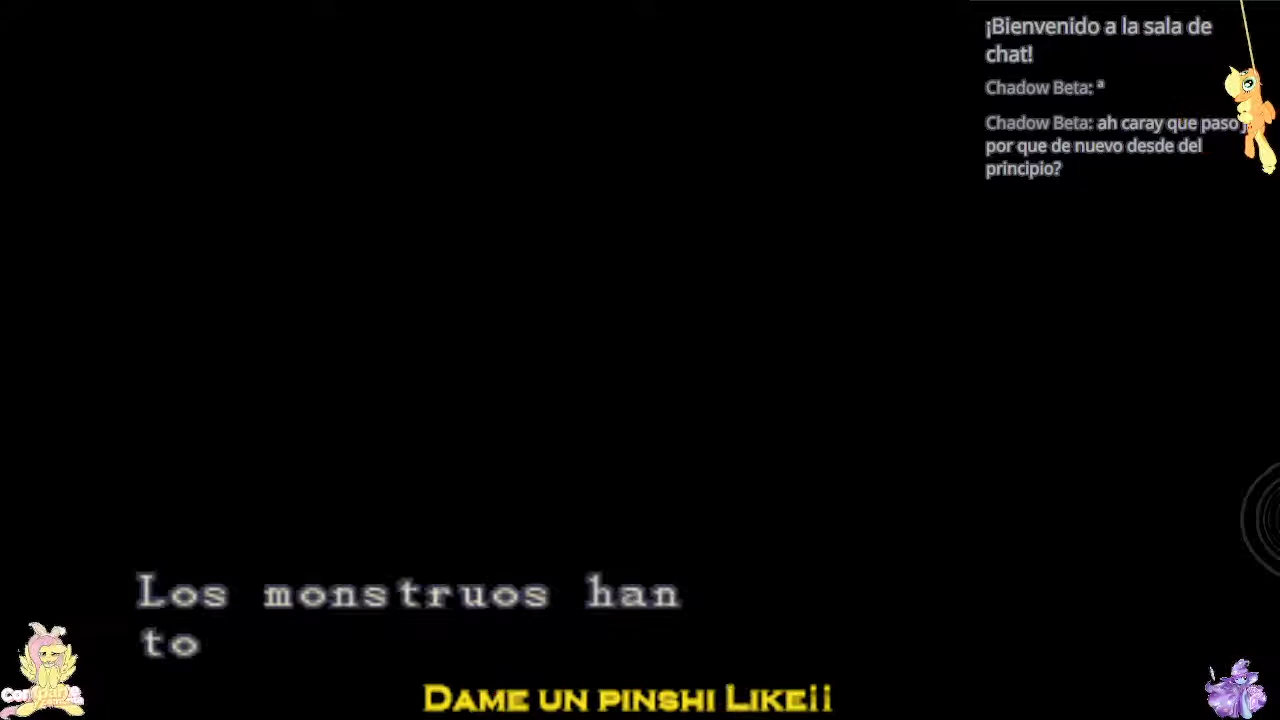 ¡Bienvenido a la sala de
chat!
Chadow Beta: ª
Chadow Beta: ah caray que paso
por que de nuevo desde del
principio?
Los monstruos han
to
DAME UN PINSHI LIKE¡¡